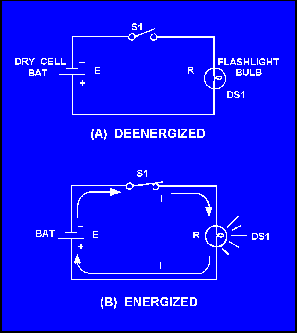 S1
DRY CELL
BAT
−
+
E
R
FLASHLIGHT
BULB
DS1
(A) DEENERGIZED
S1
BAT
−
+
E
I
I
R
DS1
(B) ENERGIZED